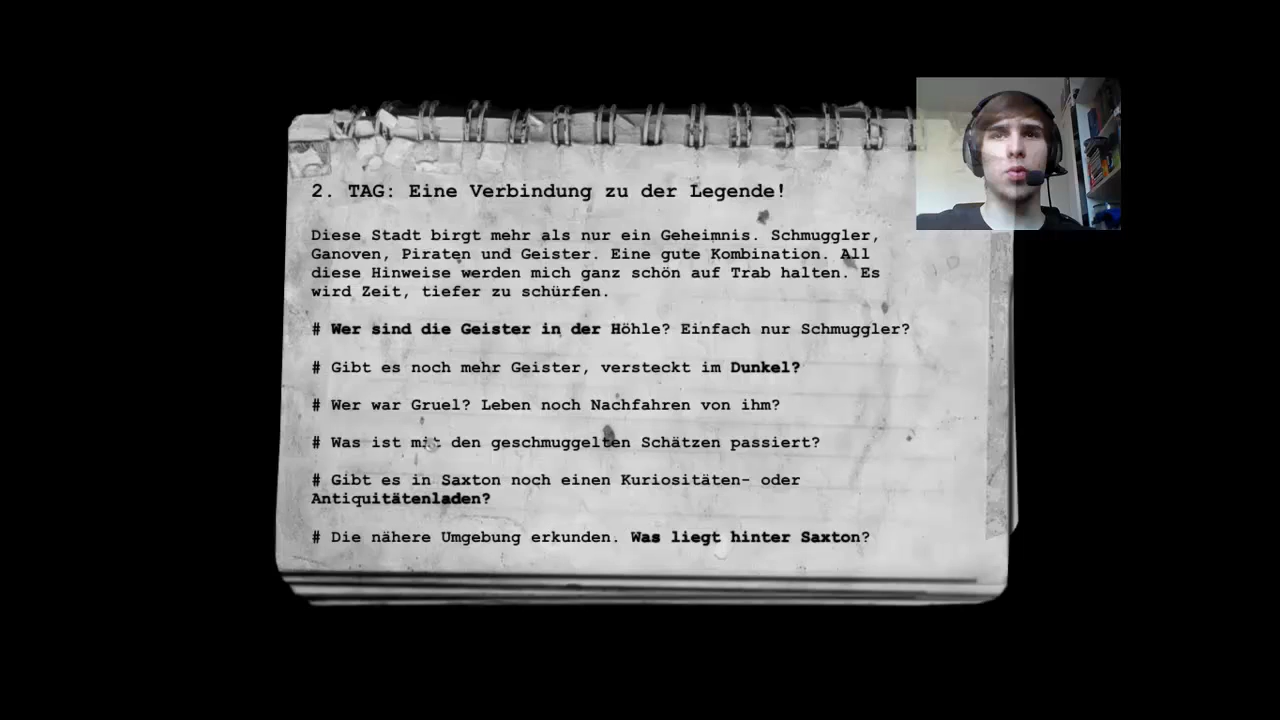 2. TAG: Eine Verbindung zu der Legende!
Diese Stadt birgt mehr als nur ein Geheimnis. Schmuggler,
Ganoven, Piraten und Geister. Eine gute Kombination. All
diese Hinweise werden mich ganz schön auf Trab halten. Es
wird Zeit, tiefer zu schürfen.
# Wer sind die Geister in der Höhle? Einfach nur Schmuggler?
# Gibt es noch mehr Geister, versteckt im Dunkel?
# Wer war Gruel? Leben noch Nachfahren von ihm?
# Was ist mit den geschmuggelten Schätzen passiert?
# Gibt es in Saxton noch einen Kuriositäten- oder
Antiquitätenladen?
# Die nähere Umgebung erkunden. Was liegt hinter Saxton?